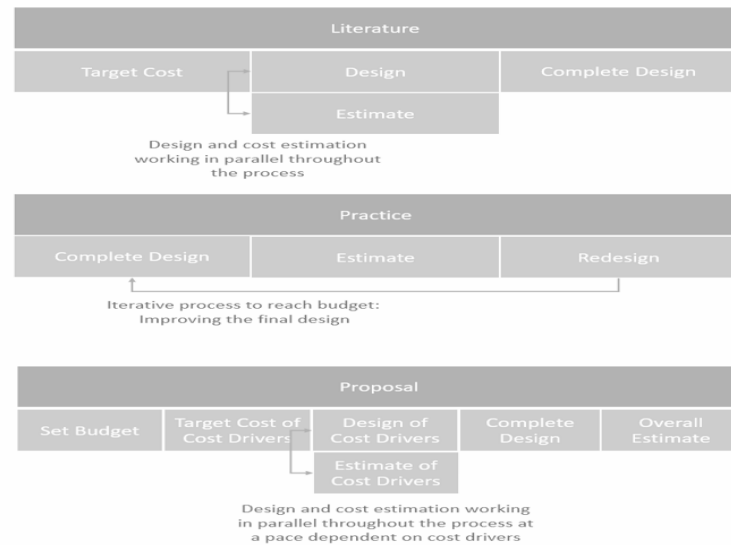 Literature
Target Cost
Design
Complete Design
Estimate
Design and cost estimation
working in parallel throughout
the process
Practice
Complete Design
Estimate
Redesign
Iterative process to reach budget:
Improving the final design
Proposal
Set Budget
Target Cost of
Cost Drivers
Design of
Cost Drivers
Complete
Design
Overall
Estimate
Estimate of
Cost Drivers
Design and cost estimation working
in parallel throughout the process at
a pace dependent on cost drivers